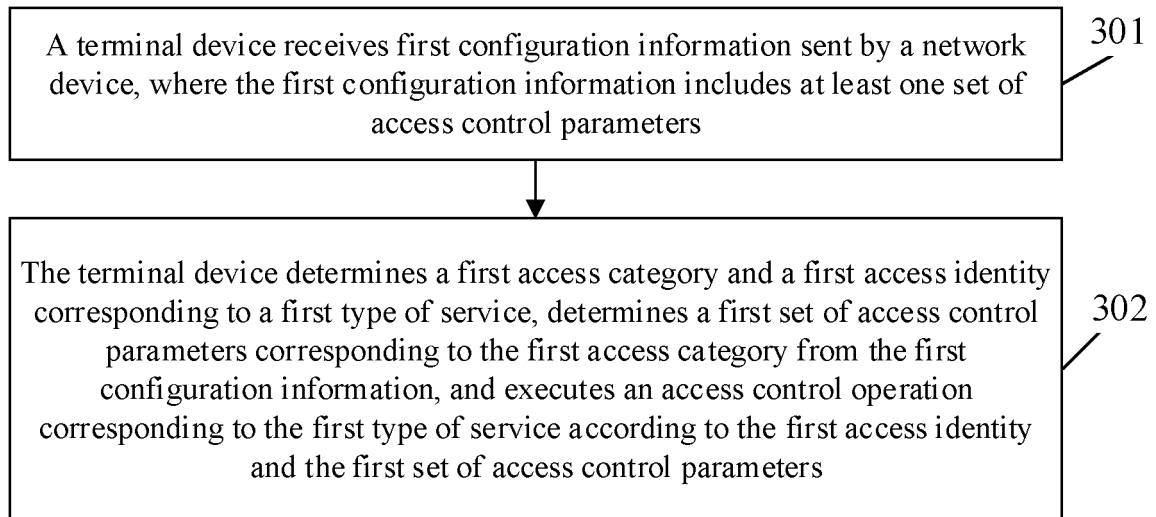 A terminal device receives first configuration information sent by a network
device, where the first configuration information includes at least one set of
access control parameters
301
The terminal device determines a first access category and a first access identity
corresponding to a first type of service, determines a first set of access control
parameters corresponding to the first access category from the first
configuration information, and executes an access control operation
corresponding to the first type of service according to the first access identity
and the first set of access control parameters
302